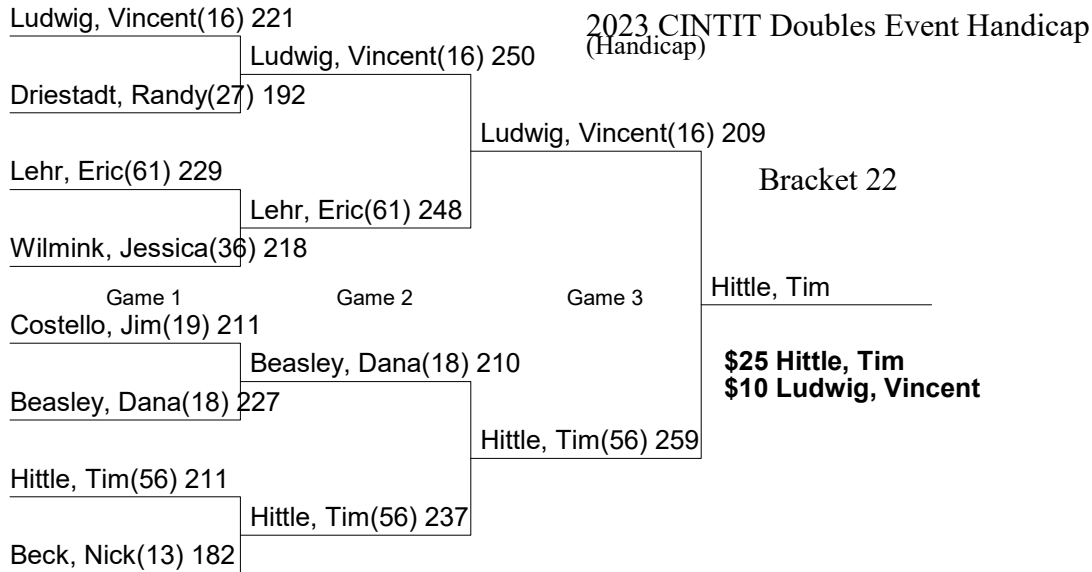 Ludwig, Vincent(16) 221
2023 CINTIT Doubles Event Handicap
(Handicap)
Ludwig, Vincent(16) 250
Driestadt, Randy(27) 192
Ludwig, Vincent(16) 209
Lehr, Eric(61) 229
Bracket 22
Lehr, Eric(61) 248
Wilmink, Jessica(36) 218
Game 1 Game 2 Game 3
Hittle, Tim
Costello, Jim(19) 211
Beasley, Dana(18) 210
$25 Hittle, Tim
$10 Ludwig, Vincent
Beasley, Dana(18) 227
Hittle, Tim(56) 259
Hittle, Tim(56) 211
Hittle, Tim(56) 237
Beck, Nick(13) 182